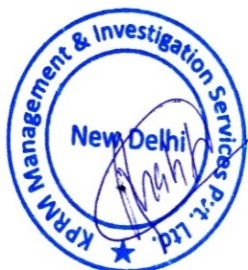 KPRM Management & Investigation Services Pvt. Ltd.
New Delhi